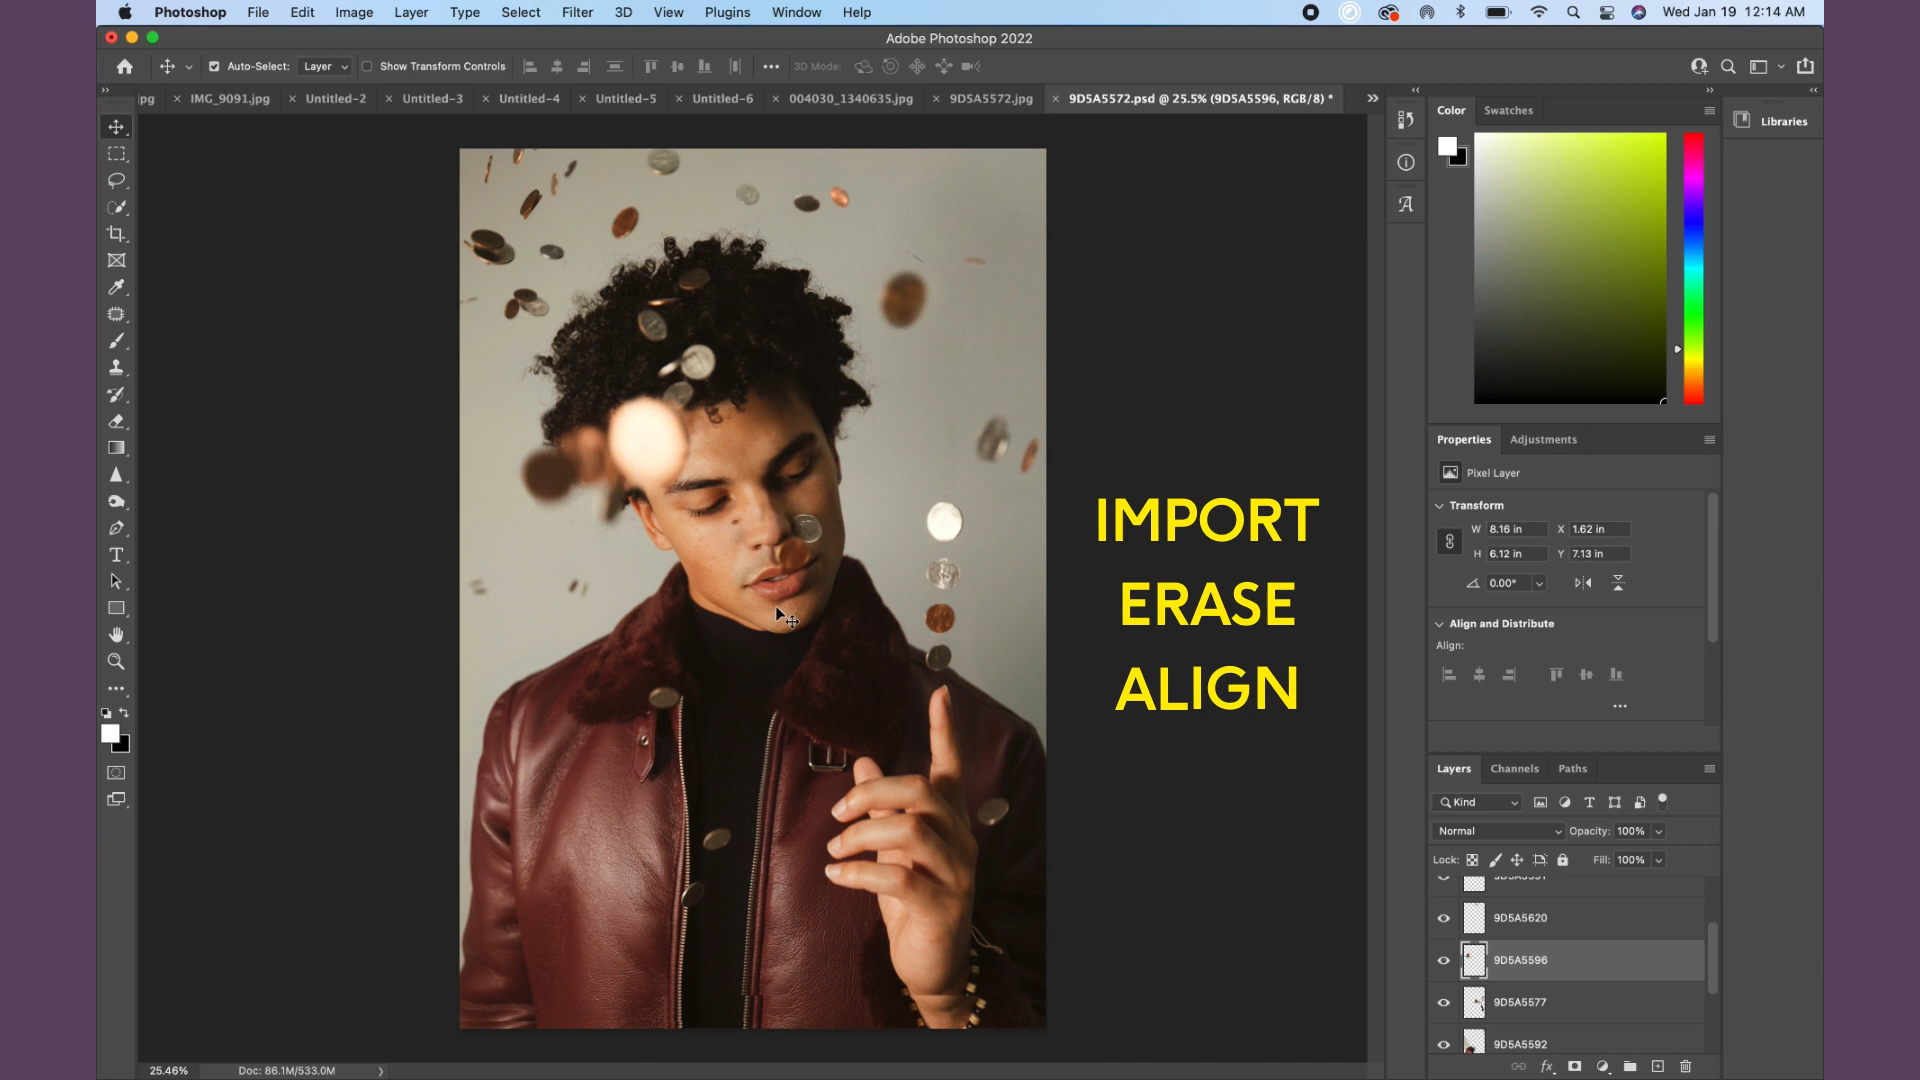 Photoshop File Edit Image Layer Type Select Filter 3D View Plugins Window Help Wed Jan 19 12:14 AM
Adobe Photoshop 2022
Auto-Select: Layer Show Transform Controls 3D Mode:
jpg IMG_9091.jpg Untitled-2 Untitled-3 Untitled-4 Untitled-5 Untitled-6 004030_1340635.jpg 9D5A5572.jpg 9D5A5572.psd @ 25.5% (9D5A5596, RGB/8) *
Color Swatches
Libraries
IMPORT
ERASE
ALIGN
Properties Adjustments
Pixel Layer
Transform
W 8.16 in X 1.62 in
H 6.12 in Y 7.13 in
0.00°
Align and Distribute
Align:
Layers Channels Paths
Kind
Normal Opacity: 100%
Lock: Fill: 100%
9D5A5620
9D5A5596
9D5A5577
9D5A5592
25.46% Doc: 86.1M/533.0M